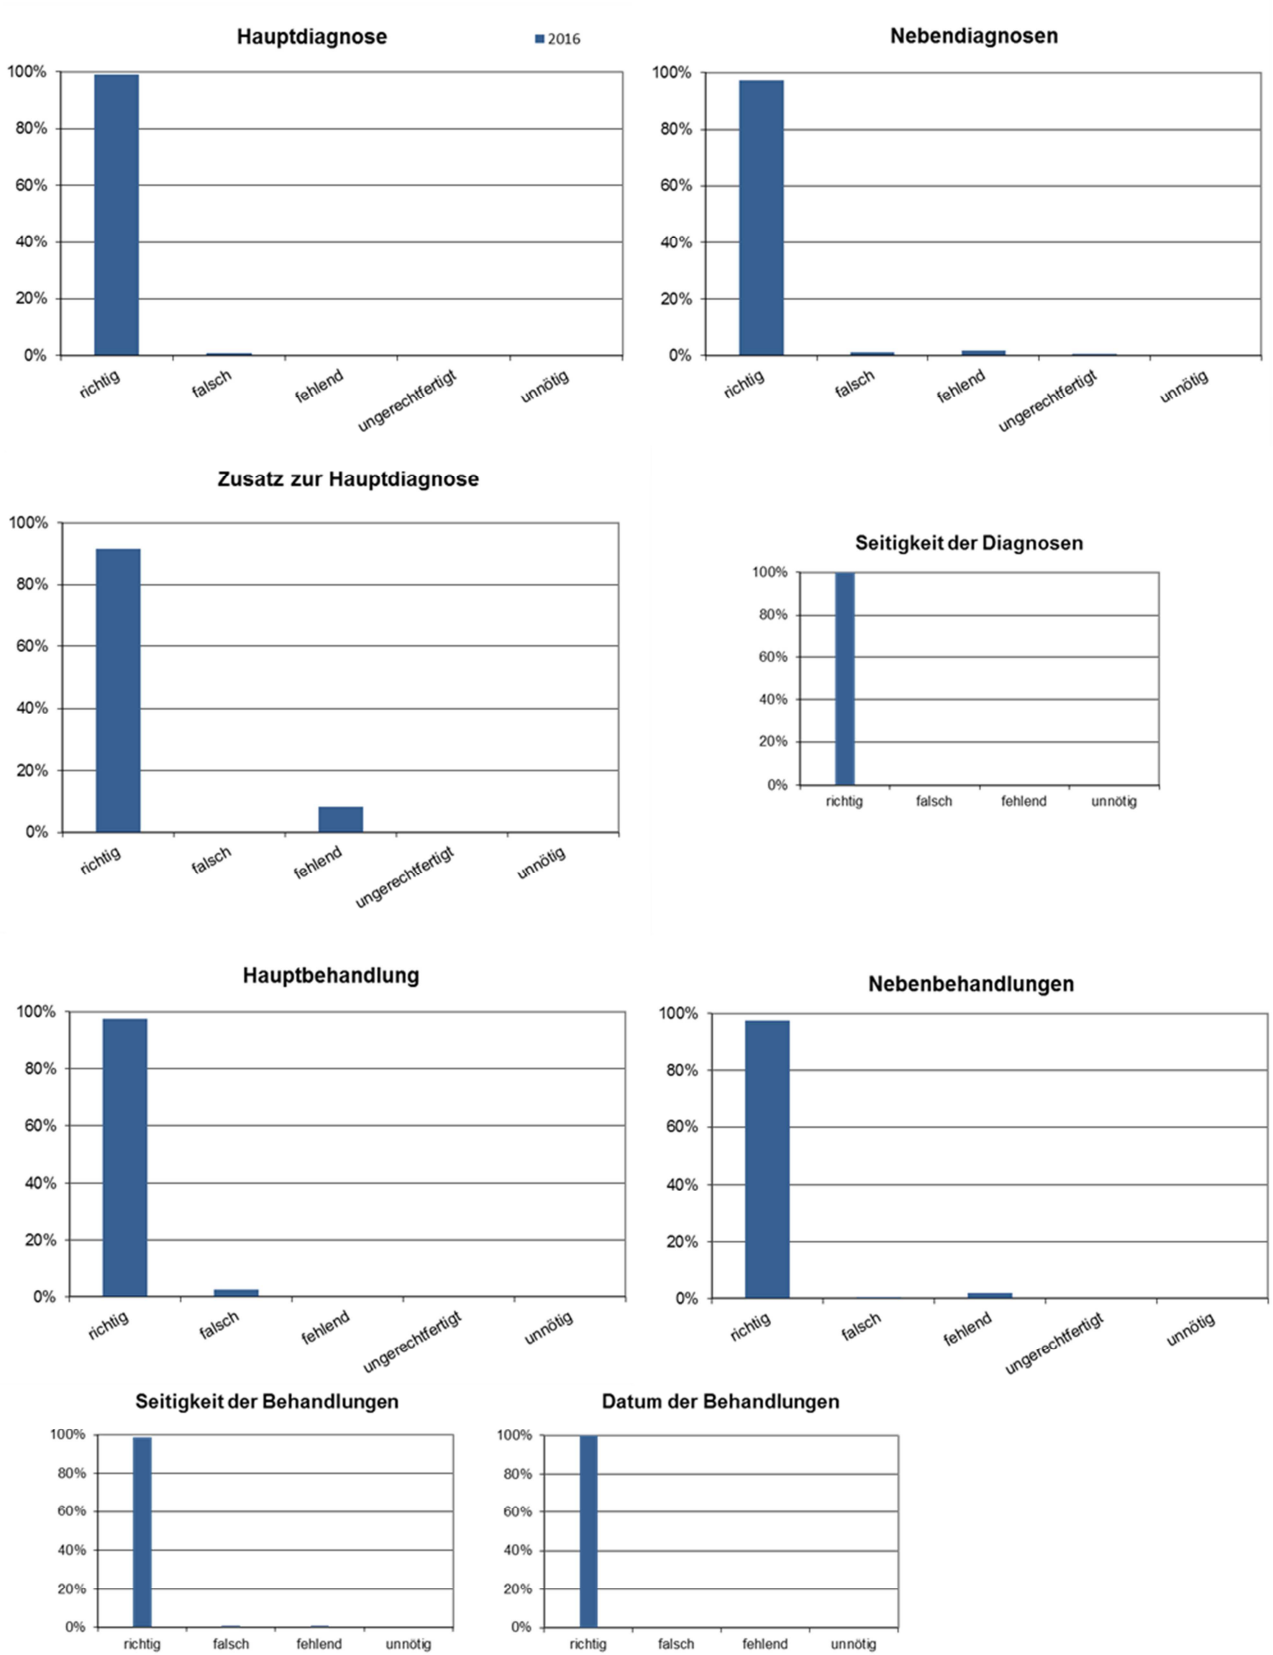 Hauptdiagnose
2016
100%
80%
60%
40%
20%
0%
richtig
falsch
fehlend
ungerechtfertigt
unnötig
Nebendiagnosen
100%
80%
60%
40%
20%
0%
richtig
falsch
fehlend
ungerechtfertigt
unnötig
Zusatz zur Hauptdiagnose
100%
80%
60%
40%
20%
0%
richtig
falsch
fehlend
ungerechtfertigt
unnötig
Seitigkeit der Diagnosen
100%
80%
60%
40%
20%
0%
richtig
falsch
fehlend
unnötig
Hauptbehandlung
100%
80%
60%
40%
20%
0%
richtig
falsch
fehlend
ungerechtfertigt
unnötig
Nebenbehandlungen
100%
80%
60%
40%
20%
0%
richtig
falsch
fehlend
ungerechtfertigt
unnötig
Seitigkeit der Behandlungen
100%
80%
60%
40%
20%
0%
richtig
falsch
fehlend
unnötig
Datum der Behandlungen
100%
80%
60%
40%
20%
0%
richtig
falsch
fehlend
unnötig